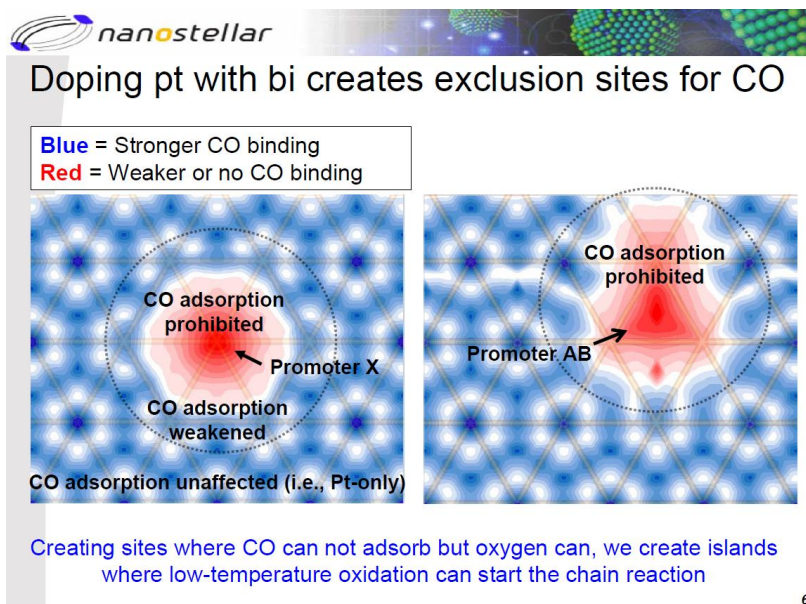 nanostellar
Doping pt with bi creates exclusion sites for CO
Blue = Stronger CO binding
Red = Weaker or no CO binding
CO adsorption
prohibited
Promoter X
CO adsorption
weakened
CO adsorption unaffected (i.e., Pt-only)
CO adsorption
prohibited
Promoter AB
Creating sites where CO can not adsorb but oxygen can, we create islands
where low-temperature oxidation can start the chain reaction
6